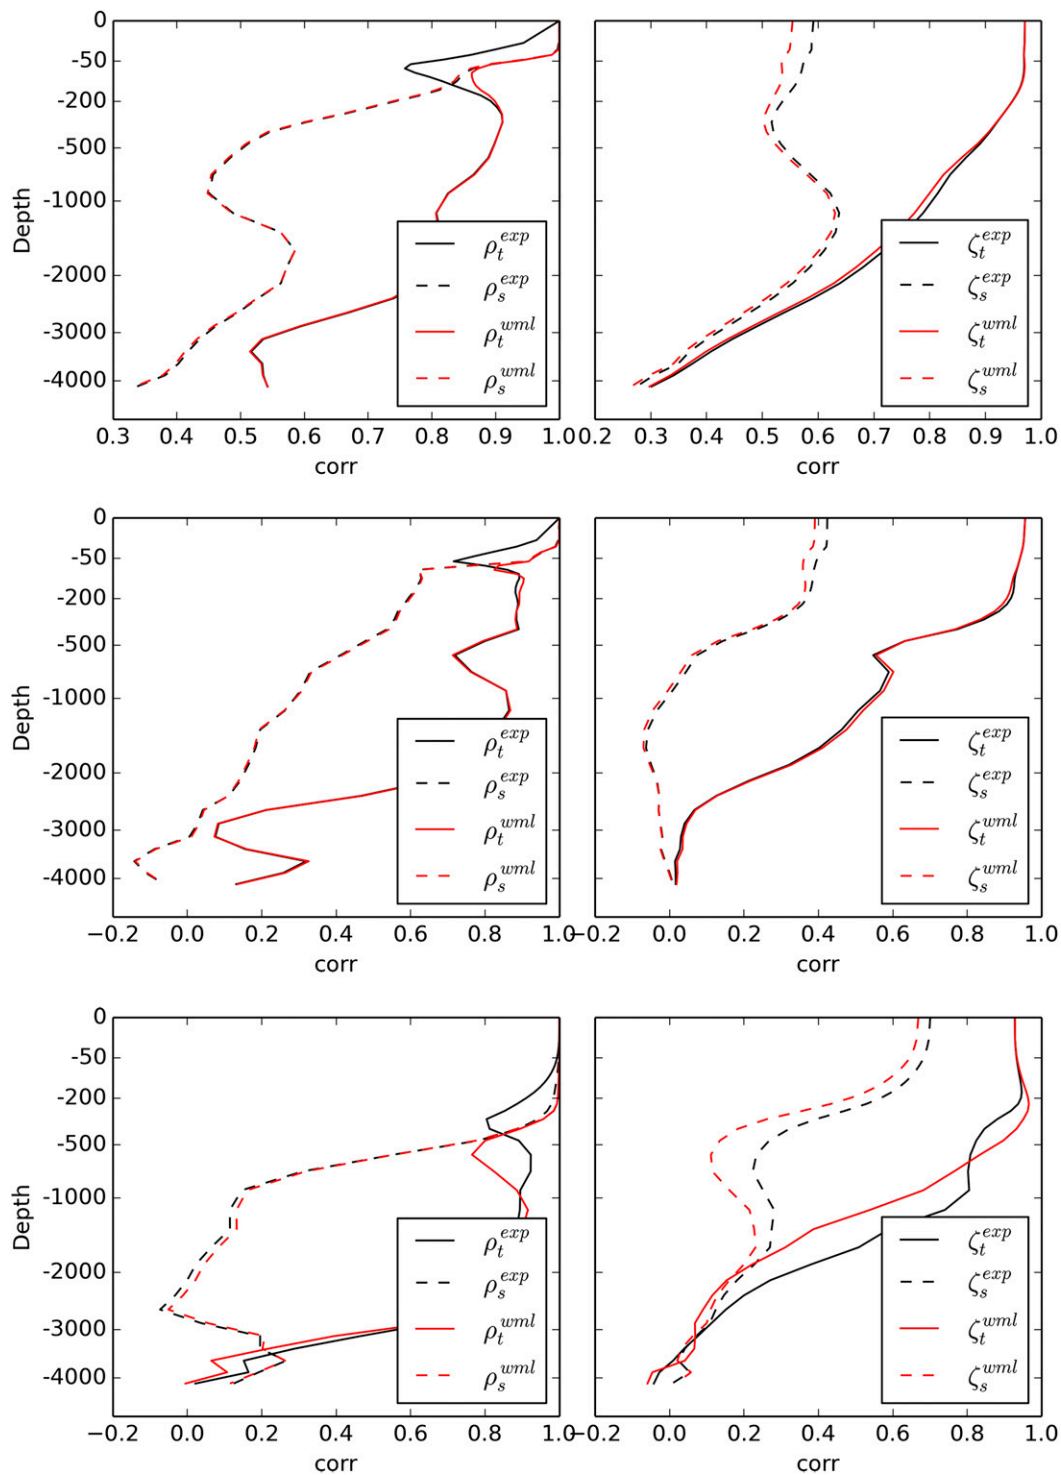 0
-50
-200
-500
-1000
-2000
-3000
-4000
Depth
0.3 0.4 0.5 0.6 0.7 0.8 0.9 1.0
corr
ρ_t^{exp}
ρ_s^{exp}
ρ_t^{wml}
ρ_s^{wml}
0.2 0.3 0.4 0.5 0.6 0.7 0.8 0.9 1.0
corr
ζ_t^{exp}
ζ_s^{exp}
ζ_t^{wml}
ζ_s^{wml}
0
-50
-200
-500
-1000
-2000
-3000
-4000
Depth
−0.2 0.0 0.2 0.4 0.6 0.8 1.0
corr
ρ_t^{exp}
ρ_s^{exp}
ρ_t^{wml}
ρ_s^{wml}
−0.2 0.0 0.2 0.4 0.6 0.8 1.0
corr
ζ_t^{exp}
ζ_s^{exp}
ζ_t^{wml}
ζ_s^{wml}
0
-50
-200
-500
-1000
-2000
-3000
-4000
Depth
−0.2 0.0 0.2 0.4 0.6 0.8 1.0
corr
ρ_t^{exp}
ρ_s^{exp}
ρ_t^{wml}
ρ_s^{wml}
−0.2 0.0 0.2 0.4 0.6 0.8 1.0
corr
ζ_t^{exp}
ζ_s^{exp}
ζ_t^{wml}
ζ_s^{wml}